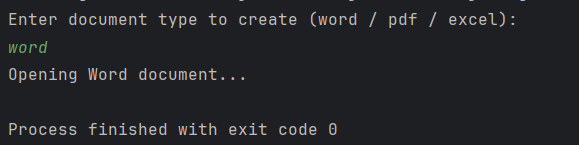 Enter document type to create (word / pdf / excel):
word
Opening Word document...
Process finished with exit code 0